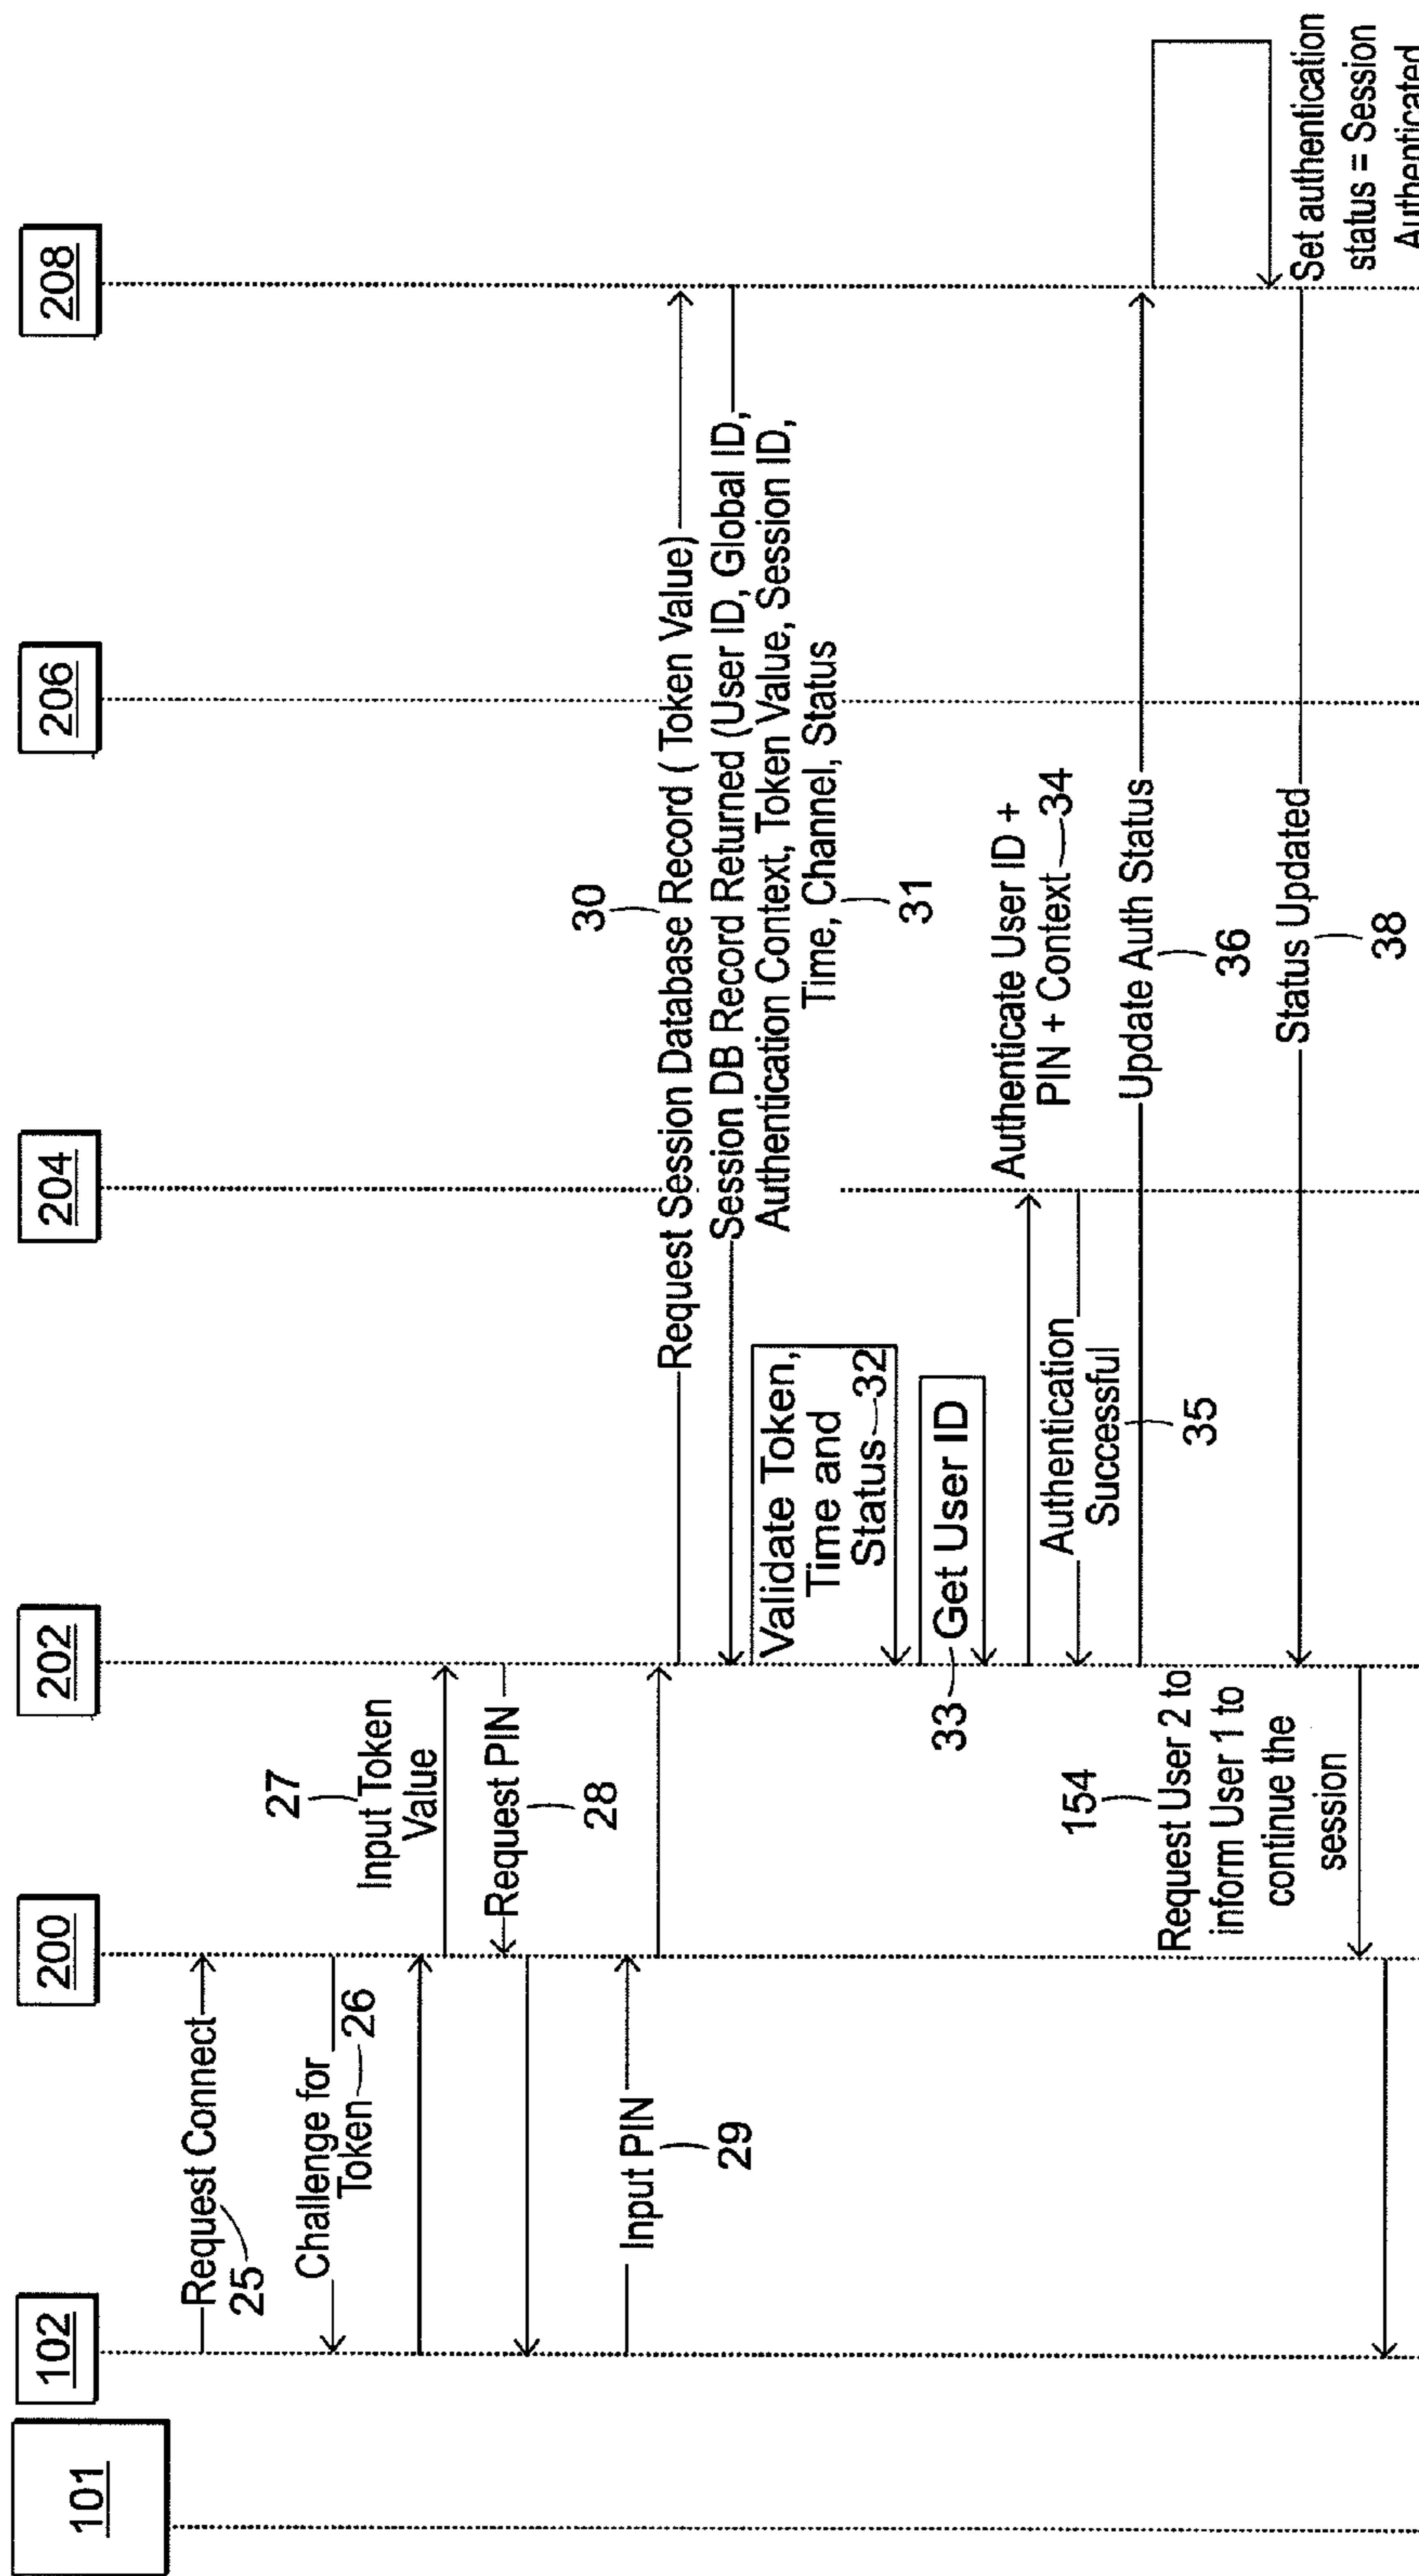 101
102
200
202
204
206
208
Request Connect
25
Challenge for
Token
26
27
Input Token
Value
Request PIN
28
Input PIN
29
30
Request Session Database Record ( Token Value)
Session DB Record Returned (User ID, Global ID,
Authentication Context, Token Value, Session ID,
Time, Channel, Status
31
Validate Token,
Time and
Status 32
33 Get User ID
Authenticate User ID +
PIN + Context 34
Authentication
Successful
35
Update Auth Status
36
Set authentication
status = Session
Authenticated
Status Updated
38
154
Request User 2 to
inform User 1 to
continue the
session